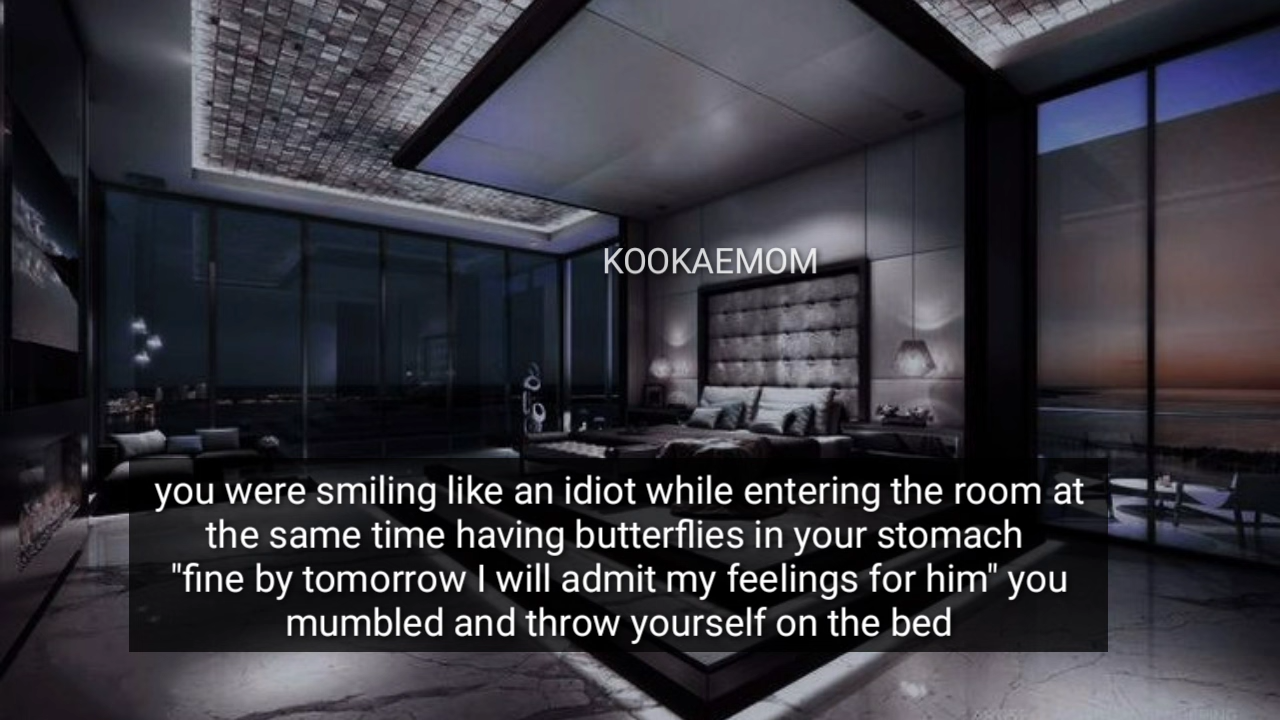 KOOKAEMOM
you were smiling like an idiot while entering the room at
the same time having butterflies in your stomach
"fine by tomorrow I will admit my feelings for him" you
mumbled and throw yourself on the bed